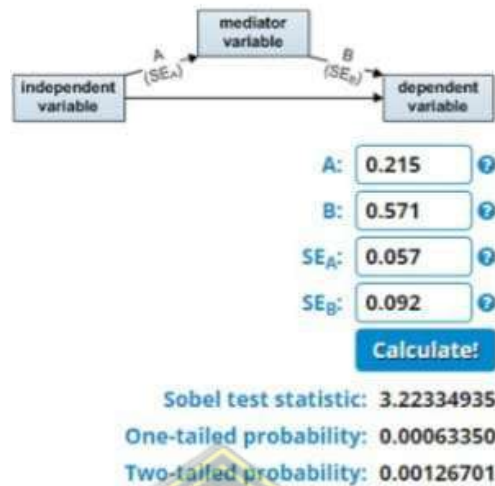 mediator
variable
A
(SEA)
B
(SEB)
independent
variable
dependent
variable
A: 0.215 ?
B: 0.571 ?
SEA: 0.057 ?
SEB: 0.092 ?
Calculate!
Sobel test statistic: 3.22334935
One-tailed probability: 0.00063350
Two-tailed probability: 0.00126701